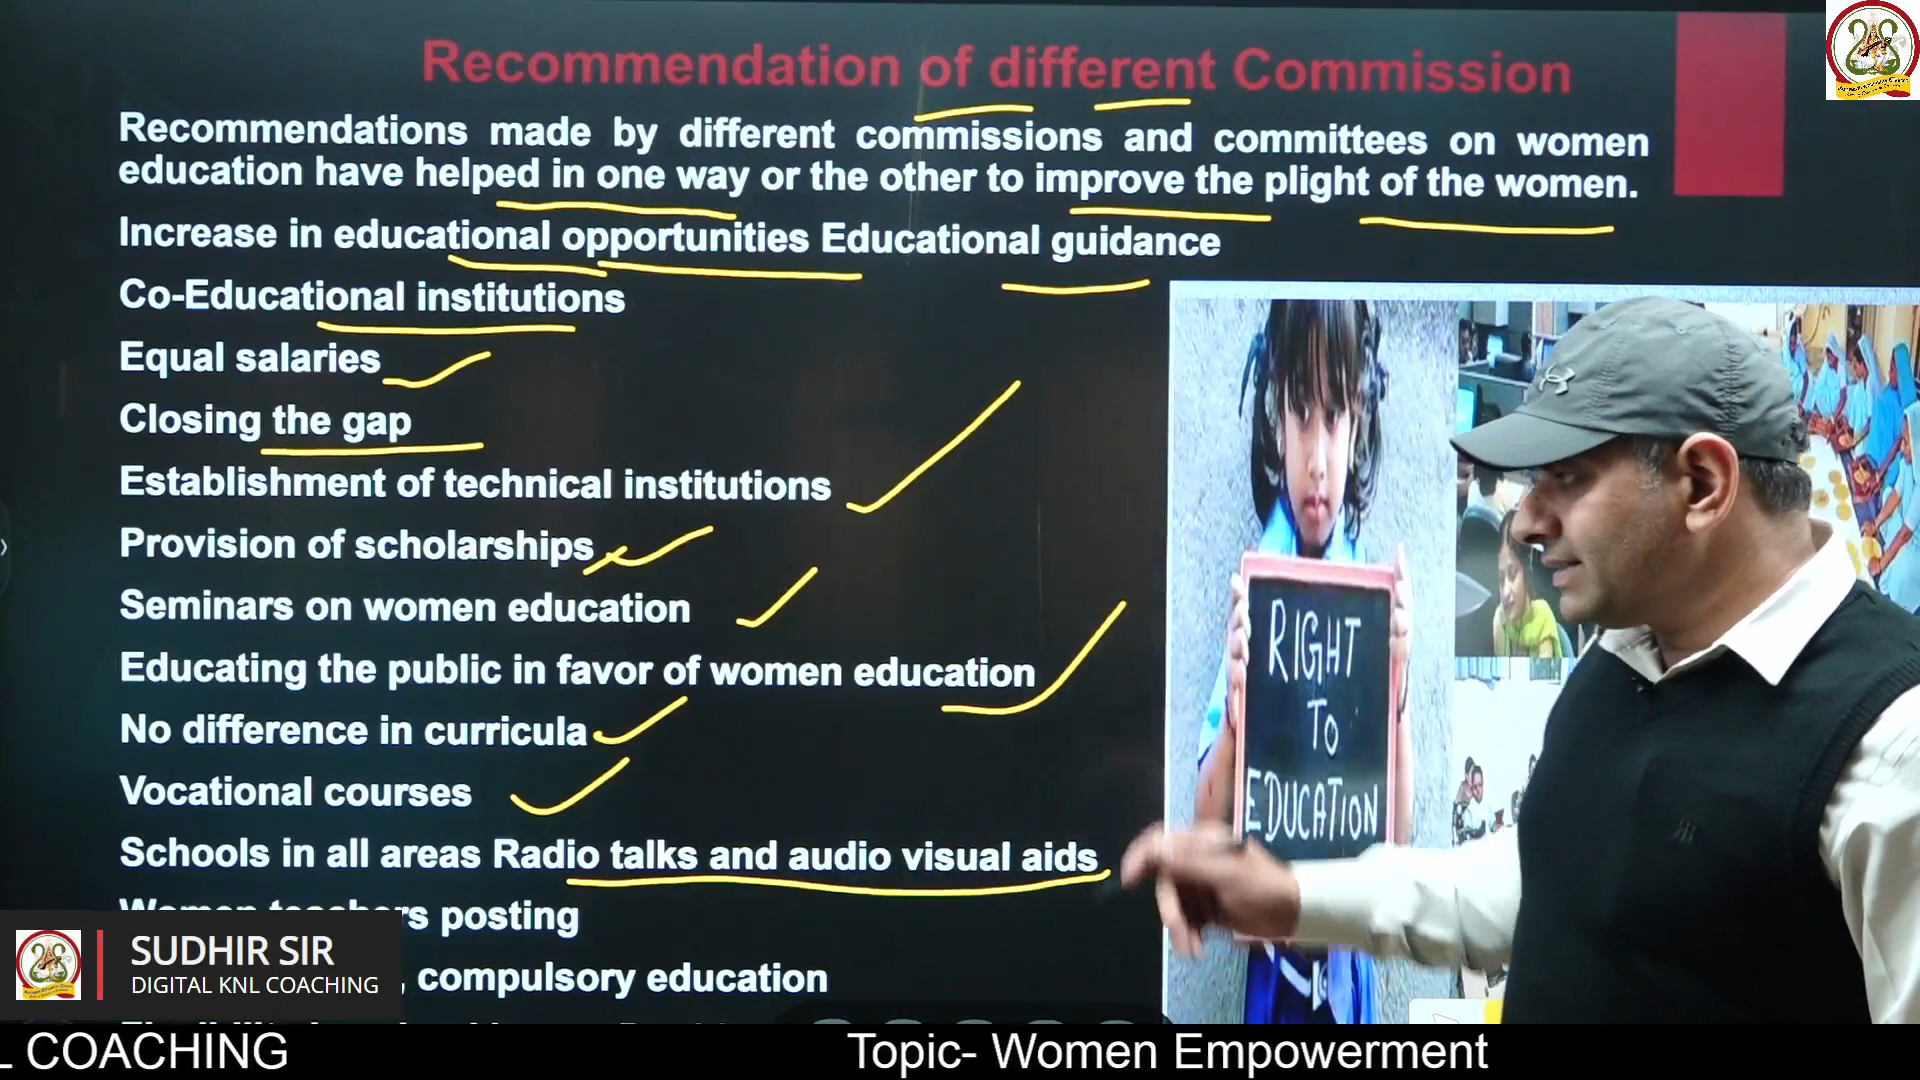 Recommendation of different Commission
Recommendations made by different commissions and committees on women
education have helped in one way or the other to improve the plight of the women.
Increase in educational opportunities Educational guidance
Co-Educational institutions
Equal salaries
Closing the gap
Establishment of technical institutions
Provision of scholarships
Seminars on women education
Educating the public in favor of women education
No difference in curricula
Vocational courses
Schools in all areas Radio talks and audio visual aids
Women teachers posting
, compulsory education
RIGHT
TO
EDUCATION
SUDHIR SIR
DIGITAL KNL COACHING
L COACHING
Topic- Women Empowerment